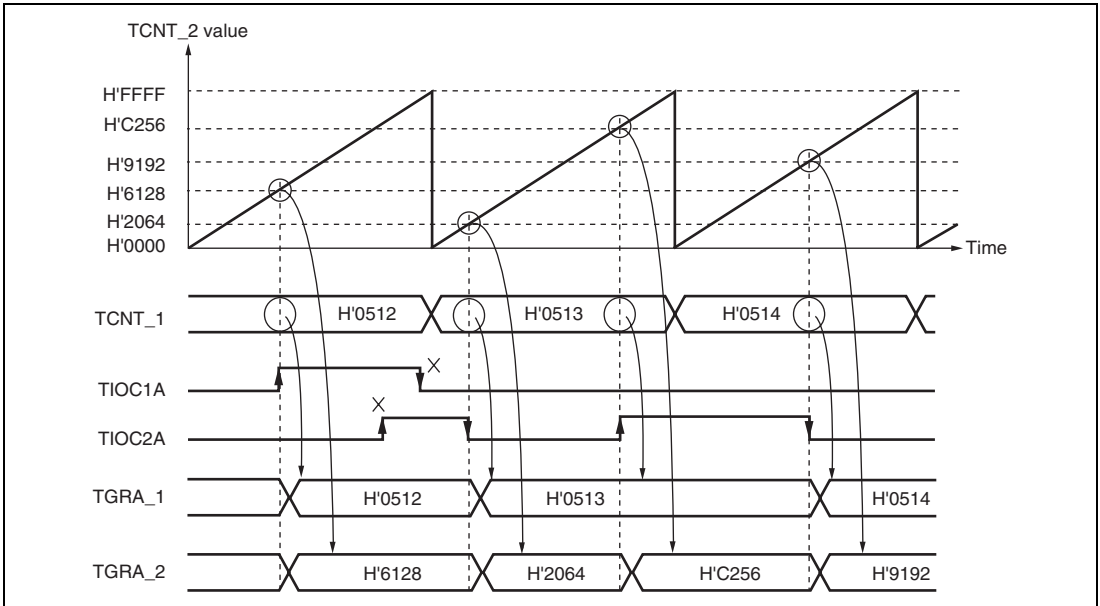 TCNT_2 value
H'FFFF
H'C256
H'9192
H'6128
H'2064
H'0000
Time
TCNT_1 H'0512 H'0513 H'0514
TIOC1A
TIOC2A
TGRA_1 H'0512 H'0513 H'0514
TGRA_2 H'6128 H'2064 H'C256 H'9192